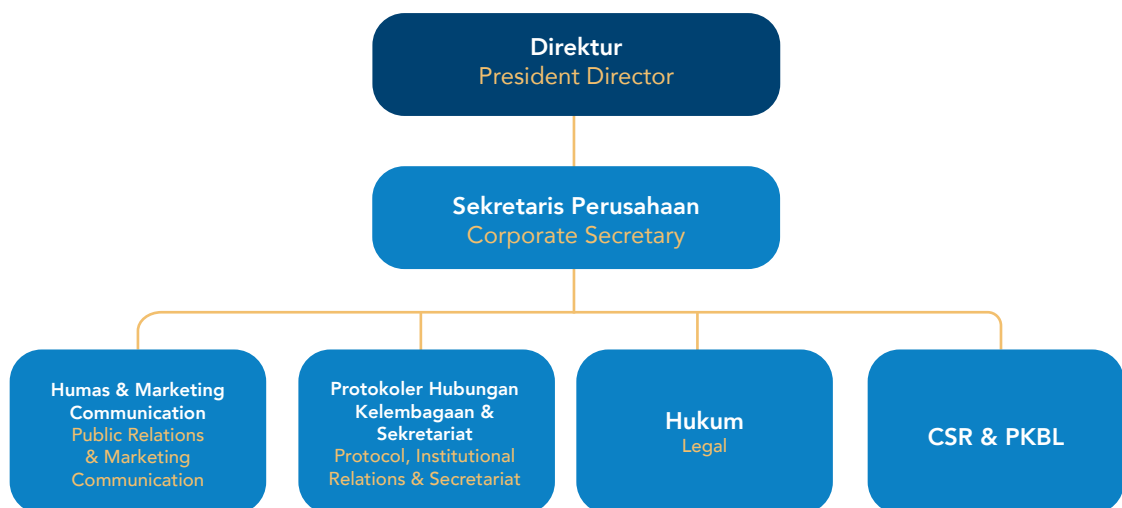 Direktur
President Director
Sekretaris Perusahaan
Corporate Secretary
Humas & Marketing
Communication
Public Relations
& Marketing
Communication
Protokoler Hubungan
Kelembagaan &
Sekretariat
Protocol, Institutional
Relations & Secretariat
Hukum
Legal
CSR & PKBL